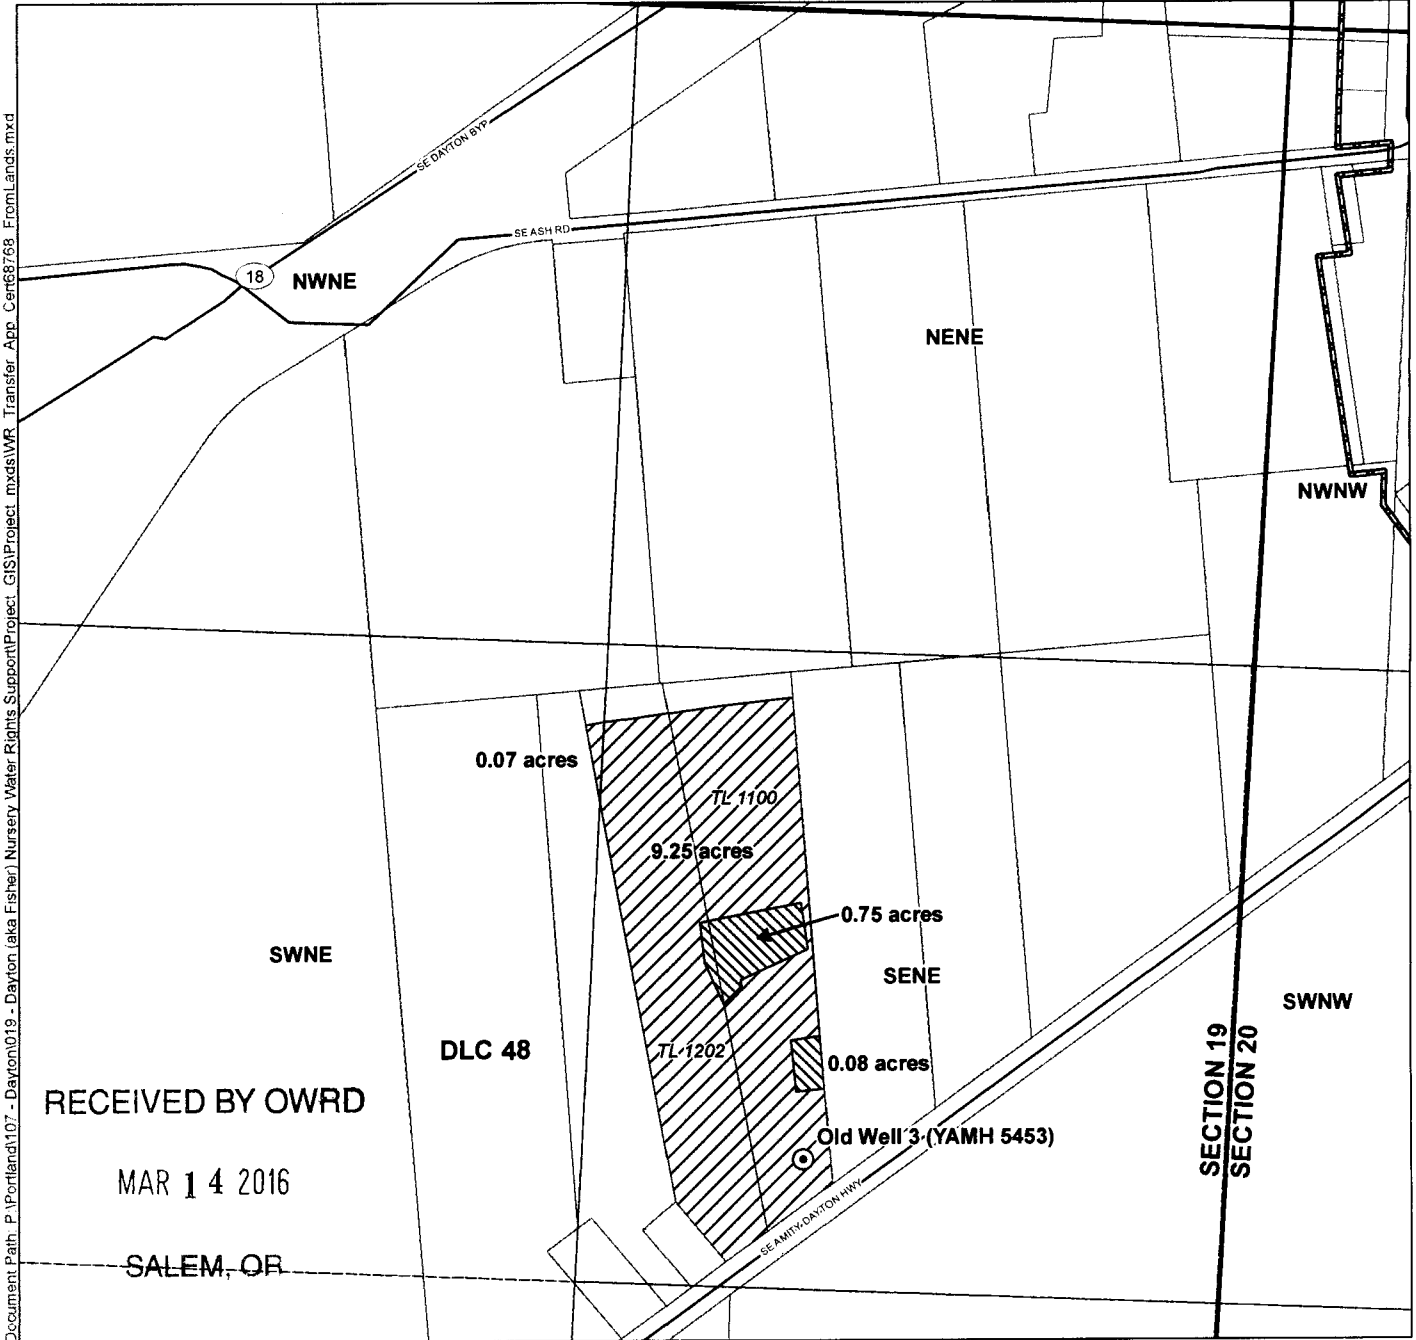 SE DAYTON BYP
SE ASH RD
18
NWNE
NENE
NWNW
0.07 acres
TL 1100
9.25 acres
0.75 acres
SWNE
SENE
SWNW
DLC 48
TL 1202
0.08 acres
Old Well 3 (YAMH 5453)
SECTION 19
SECTION 20
SE AMITY-DAYTON HWY
RECEIVED BY OWRD
MAR 14 2016
SALEM, OR
Document Path: P:\Portland\107 - Dayton\019 - Dayton (aka Fisher) Nursery Water Rights Support\Project_GIS\Project_mxds\WR_Transfer_App_Cert68768_FromLands.mxd